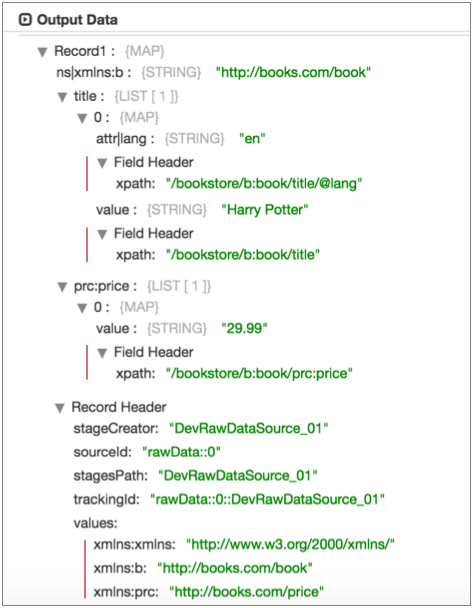 Output Data
Record1 : {MAP}
ns|xmlns:b : {STRING} "http://books.com/book"
title : {LIST [ 1 ]}
0 : {MAP}
attr|lang : {STRING} "en"
Field Header
xpath: "/bookstore/b:book/title/@lang"
value : {STRING} "Harry Potter"
Field Header
xpath: "/bookstore/b:book/title"
prc:price : {LIST [ 1 ]}
0 : {MAP}
value : {STRING} "29.99"
Field Header
xpath: "/bookstore/b:book/prc:price"
Record Header
stageCreator: "DevRawDataSource_01"
sourceId: "rawData::0"
stagesPath: "DevRawDataSource_01"
trackingId: "rawData::0::DevRawDataSource_01"
values:
xmlns:xmlns: "http://www.w3.org/2000/xmlns/"
xmlns:b: "http://books.com/book"
xmlns:prc: "http://books.com/price"